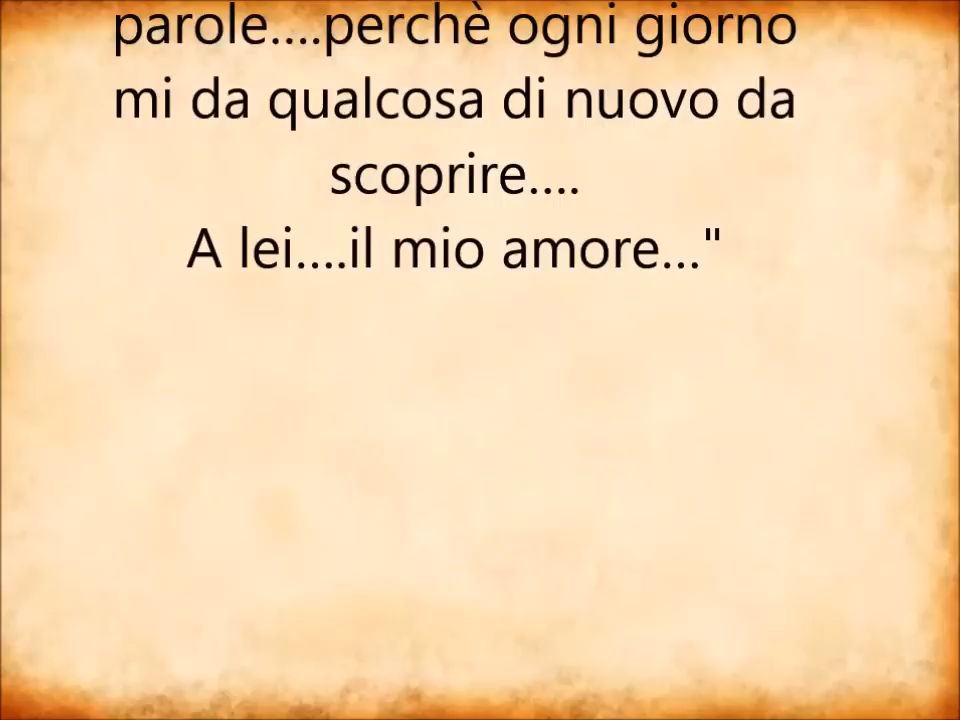 parole....perchè ogni giorno
mi da qualcosa di nuovo da
scoprire....
A lei....il mio amore..."